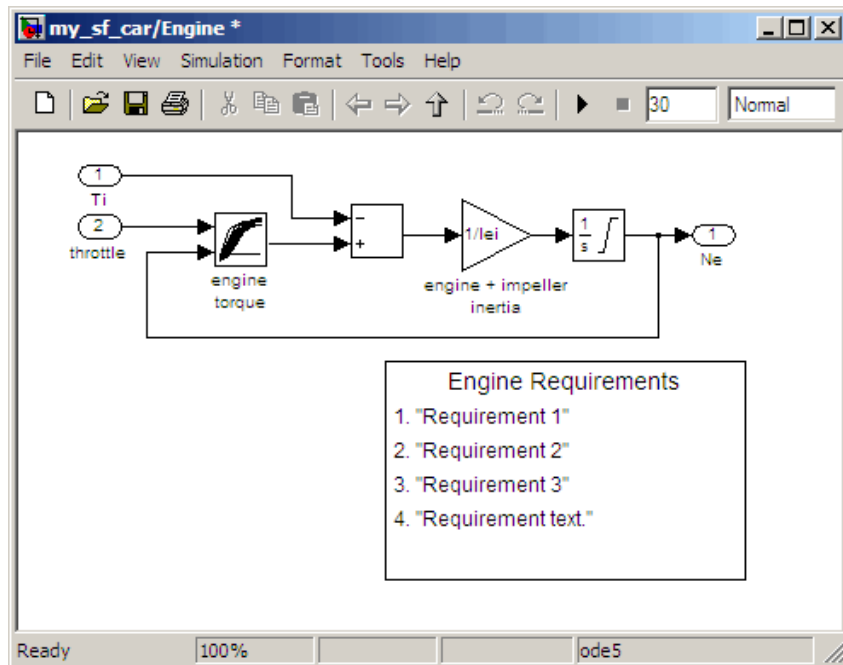 my_sf_car/Engine *
File Edit View Simulation Format Tools Help
30 Normal
1
Ti
2
throttle
engine
torque
−
+
1/Iei
engine + impeller
inertia
1
s
1
Ne
Engine Requirements
1. "Requirement 1"
2. "Requirement 2"
3. "Requirement 3"
4. "Requirement text."
Ready 100% ode5